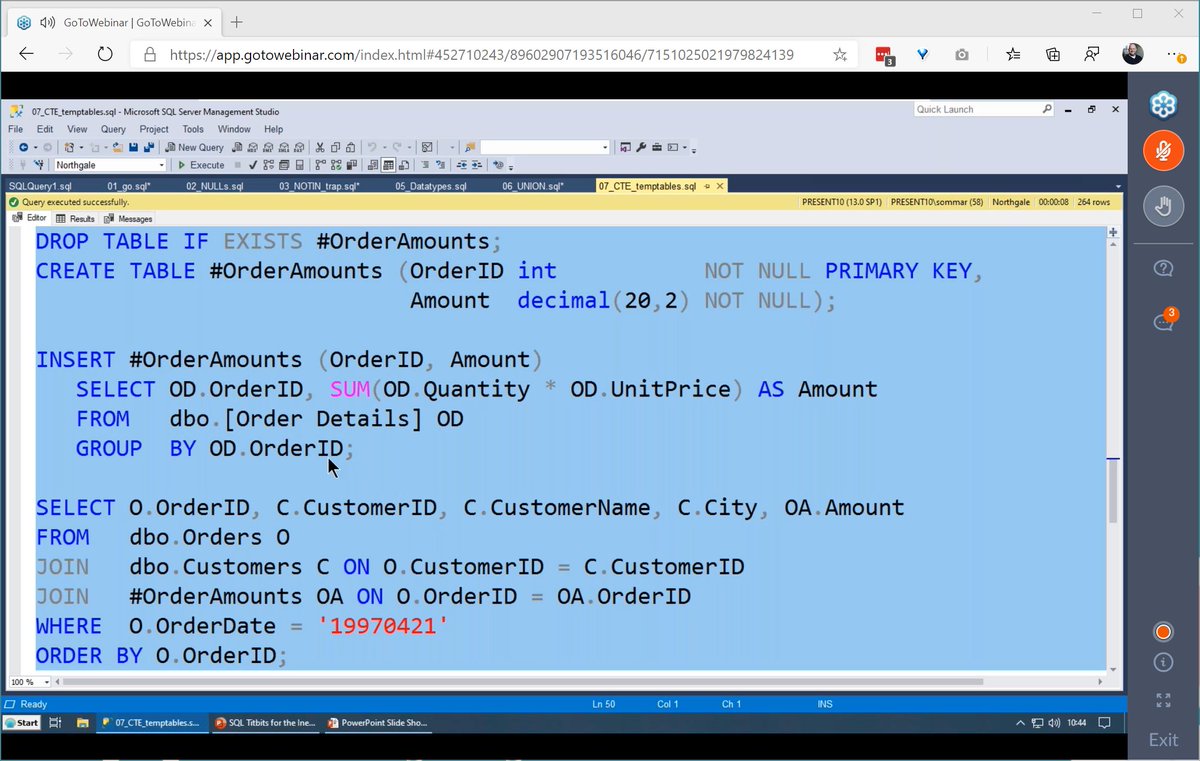 GoToWebinar | GoToWebina
https://app.gotowebinar.com/index.html#452710243/89602907193516046/7151025021979824139
3
07_CTE_temptables.sql - Microsoft SQL Server Management Studio
Quick Launch
File Edit View Query Project Tools Window Help
New Query
Northgale Execute
SQLQuery1.sql 01_go.sql* 02_NULLs.sql 03_NOTIN_trap.sql* 05_Datatypes.sql 06_UNION.sql* 07_CTE_temptables.sql
Query executed successfully. PRESENT10 (13.0 SP1) PRESENT10\sommar (58) Northgale 00:00:08 264 rows
Editor Results Messages
DROP TABLE IF EXISTS #OrderAmounts;
CREATE TABLE #OrderAmounts (OrderID int NOT NULL PRIMARY KEY,
Amount decimal(20,2) NOT NULL);
INSERT #OrderAmounts (OrderID, Amount)
SELECT OD.OrderID, SUM(OD.Quantity * OD.UnitPrice) AS Amount
FROM dbo.[Order Details] OD
GROUP BY OD.OrderID;
SELECT O.OrderID, C.CustomerID, C.CustomerName, C.City, OA.Amount
FROM dbo.Orders O
JOIN dbo.Customers C ON O.CustomerID = C.CustomerID
JOIN #OrderAmounts OA ON O.OrderID = OA.OrderID
WHERE O.OrderDate = '19970421'
ORDER BY O.OrderID;
100 %
Ready Ln 50 Col 1 Ch 1 INS
Start 07_CTE_temptables.s... SQL Titbits for the Ine... PowerPoint Slide Sho... 10:44
3
Exit